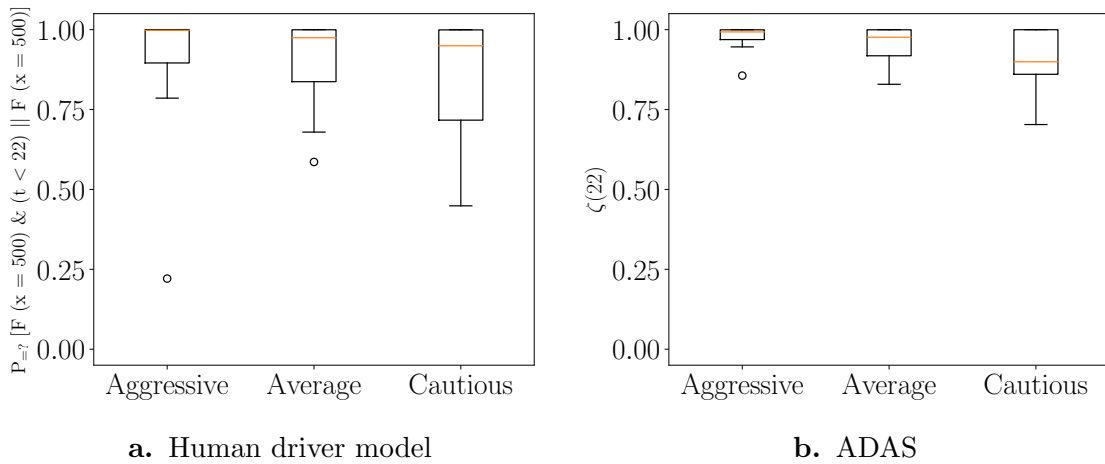 P=? [F (x = 500) & (t < 22) || F (x = 500)]
1.00
0.75
0.50
0.25
0.00
Aggressive Average Cautious
a. Human driver model
ζ(22)
1.00
0.75
0.50
0.25
0.00
Aggressive Average Cautious
b. ADAS